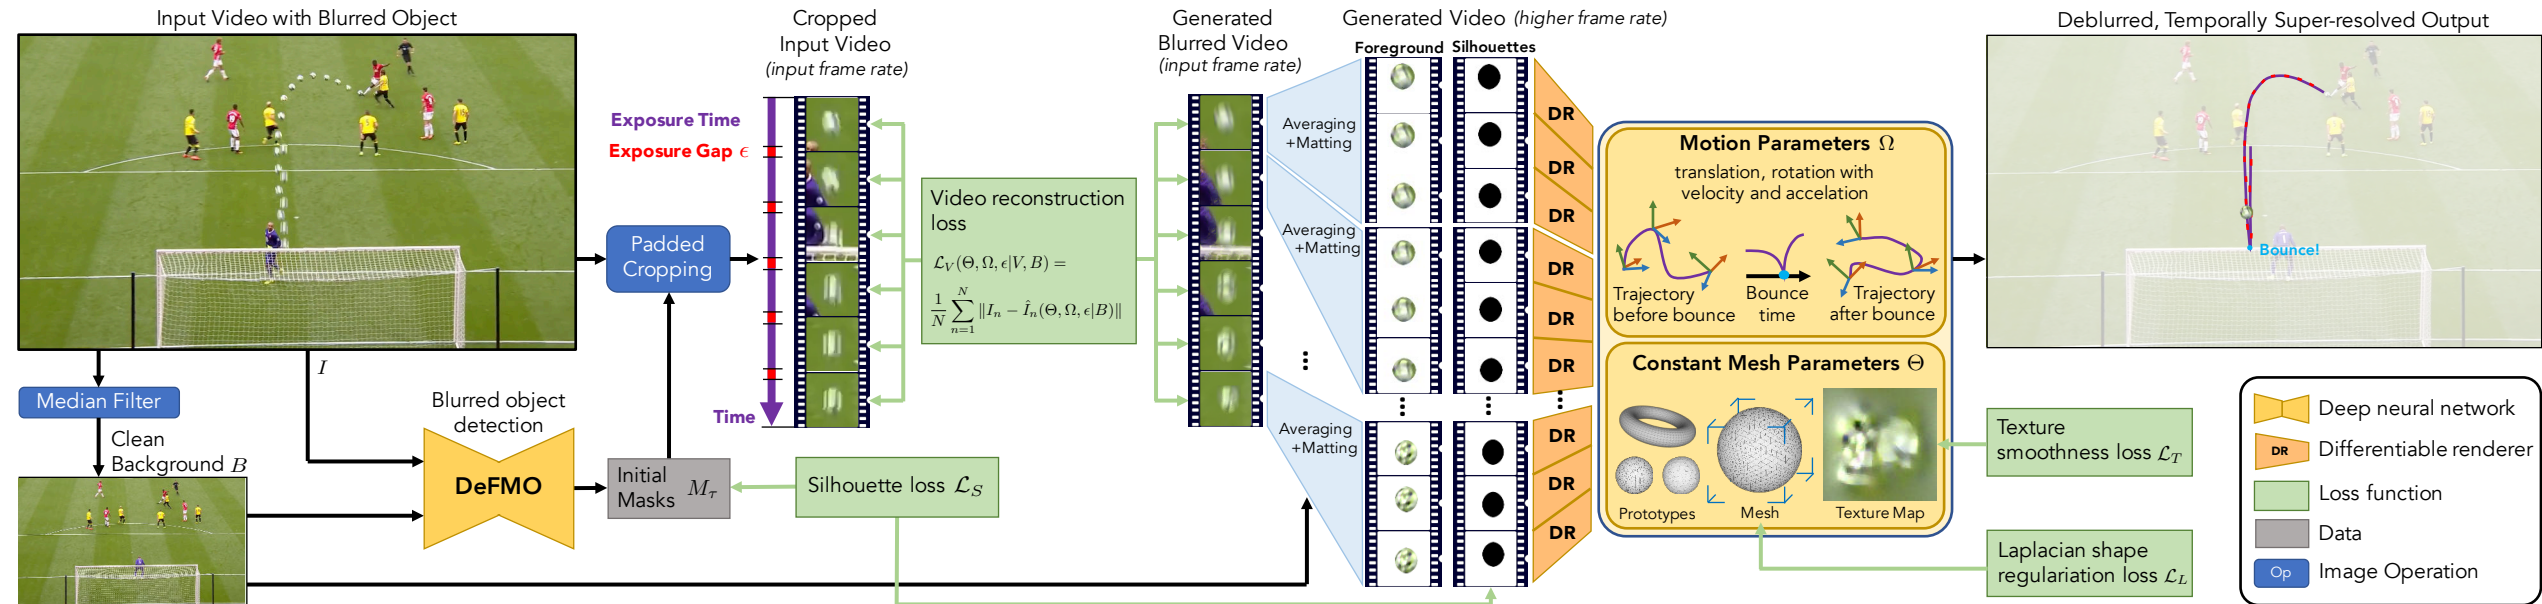 Input Video with Blurred Object
Median Filter
Clean
Background B
I
Blurred object
detection
DeFMO
Padded
Cropping
Initial
Masks M_τ
Silhouette loss ℒ_S
Cropped
Input Video
(input frame rate)
Exposure Time
Exposure Gap ϵ
Time
Video reconstruction
loss
ℒ_V(Θ, Ω, ϵ|V, B) =
1/N ∑_{n=1}^{N} ‖I_n − Î_n(Θ, Ω, ϵ|B)‖
Generated
Blurred Video
(input frame rate)
Averaging
+Matting
Averaging
+Matting
Averaging
+Matting
Generated Video (higher frame rate)
Foreground Silhouettes
DR
DR
DR
DR
DR
DR
DR
DR
DR
Motion Parameters Ω
translation, rotation with
velocity and accelation
Trajectory
before bounce
Bounce
time
Trajectory
after bounce
Constant Mesh Parameters Θ
Prototypes
Mesh
Texture Map
Deblurred, Temporally Super-resolved Output
Bounce!
Texture
smoothness loss ℒ_T
Laplacian shape
regulariation loss ℒ_L
Deep neural network
DR Differentiable renderer
Loss function
Data
Op Image Operation